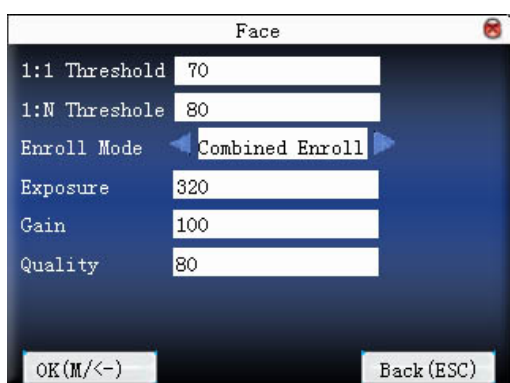 Face
1:1 Threshold 70
1:N Threshole 80
Enroll Mode Combined Enroll
Exposure 320
Gain 100
Quality 80
OK(M/<-) Back(ESC)